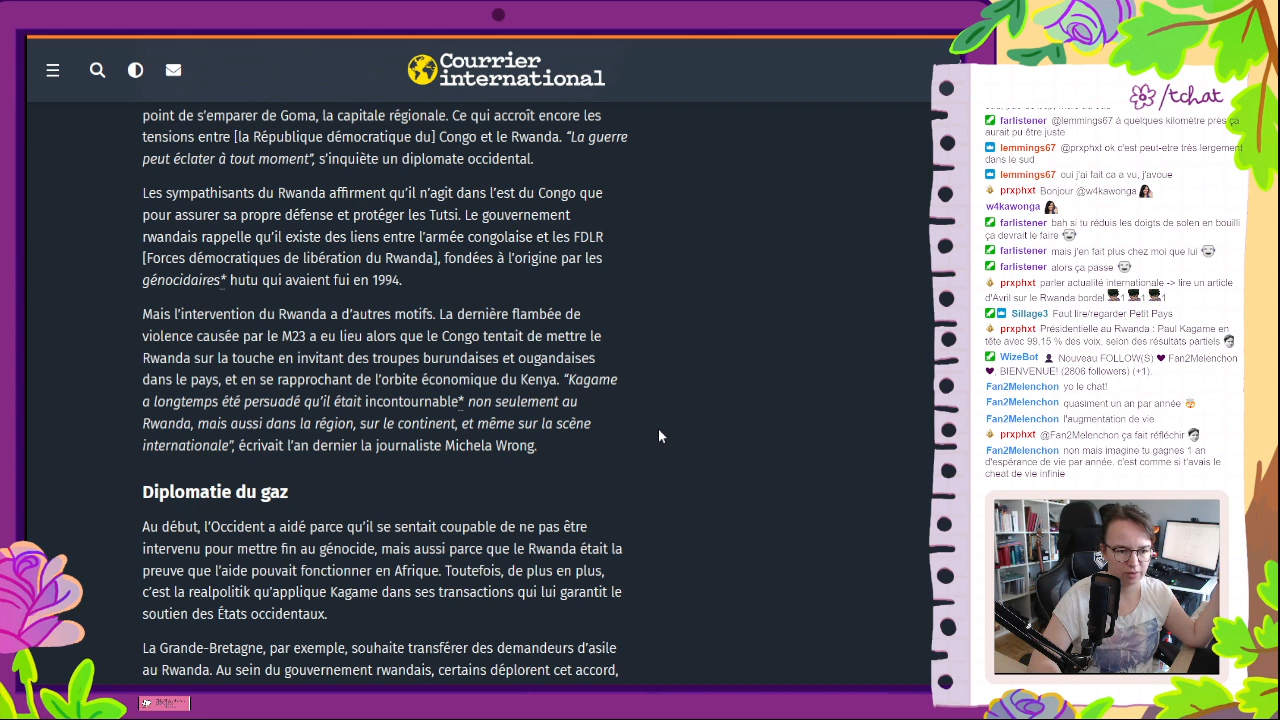 Courrier
international
point de s'emparer de Goma, la capitale régionale. Ce qui accroît encore les
tensions entre [la République démocratique du] Congo et le Rwanda. “La guerre
peut éclater à tout moment”, s'inquiète un diplomate occidental.
Les sympathisants du Rwanda affirment qu'il n'agit dans l'est du Congo que
pour assurer sa propre défense et protéger les Tutsi. Le gouvernement
rwandais rappelle qu'il entre l'armée congolaise et les FDLR
[Forces démocratiques de libération du Rwanda], fondées à l'origine par les
génocidaires* hutu qui avaient fui en 1994.
Mais l'intervention du Rwanda a d'autres motifs. La dernière flambée de
violence causée par le M23 a eu lieu alors que le Congo tentait de mettre le
Rwanda sur la touche en invitant des troupes burundaises et ougandaises
dans le pays, et en se rapprochant de l'orbite économique du Kenya. “Kagame
a longtemps été persuadé qu'il était incontournable* non seulement au
Rwanda, mais aussi dans la région, sur le continent, et même sur la scène
internationale”, écrivait l'an dernier la journaliste Michela Wrong.
Diplomatie du gaz
Au début, l'Occident a aidé parce qu'il se sentait coupable de ne pas être
intervenu pour mettre fin au génocide, mais aussi parce que le Rwanda était la
preuve que l'aide pouvait fonctionner en Afrique. Toutefois, de plus en plus,
c'est la realpolitik qu'applique Kagame dans ses transactions qui lui garantit le
soutien des États occidentaux.
La Grande-Bretagne, par exemple, souhaite transférer des demandeurs d'asile
au Rwanda. Au sein du gouvernement rwandais, certains déplorent cet accord,
/tchat
farlistener @lemmings67 à quelques kilomètre près ça
aurait pu être juste
lemmings67 @prxphxt ok c'est peut-etre très lergement
dans le sud
lemmings67 oui j'ai fait ca a vu, j'avoue
prxphxt Bonjour @w4kawonga
w4kawonga
farlistener bah si tu réduis les doigts de solen en bouilli
ça devrait le faire
farlistener mais j'en fait plus chez moi que lui
farlistener alors ça passe
prxphxt parler actualité internationale -> lire un article
d'Avril sur le Rwanda bordel 1 1 1
Sillage3 Faut lire/regarder Petit Pays
prxphxt Présidentielle au Rwanda : Paul Kagame en
tête avec 99,15 % des voix, selon des résultats partiels
WizeBot Nouveau FOLLOW(S) Fan2Melenchon
, BIENVENUE! (2806 followers) (+1).
Fan2Melenchon yo le chat!
Fan2Melenchon quasiment un an par année
Fan2Melenchon l'augmentation de vie
prxphxt @Fan2Melenchon ça fait réfléchir
Fan2Melenchon non mais imagine tu gagnes 1 an
d'espérance de vie par année. c'est comme si t'avais le
cheat de vie infinie